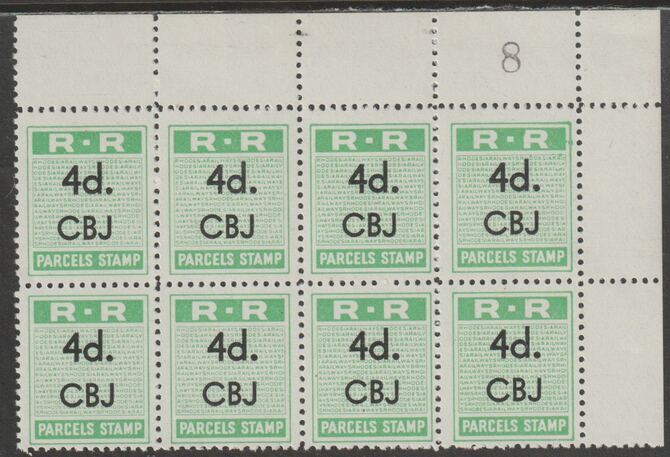 8
R-R R-R R-R R-R
4d. 4d. 4d. 4d.
CBJ CBJ CBJ CBJ
PARCELS STAMP PARCELS STAMP PARCELS STAMP PARCELS STAMP
R-R R-R R-R R-R
4d. 4d. 4d. 4d.
CBJ CBJ CBJ CBJ
PARCELS STAMP PARCELS STAMP PARCELS STAMP PARCELS STAMP